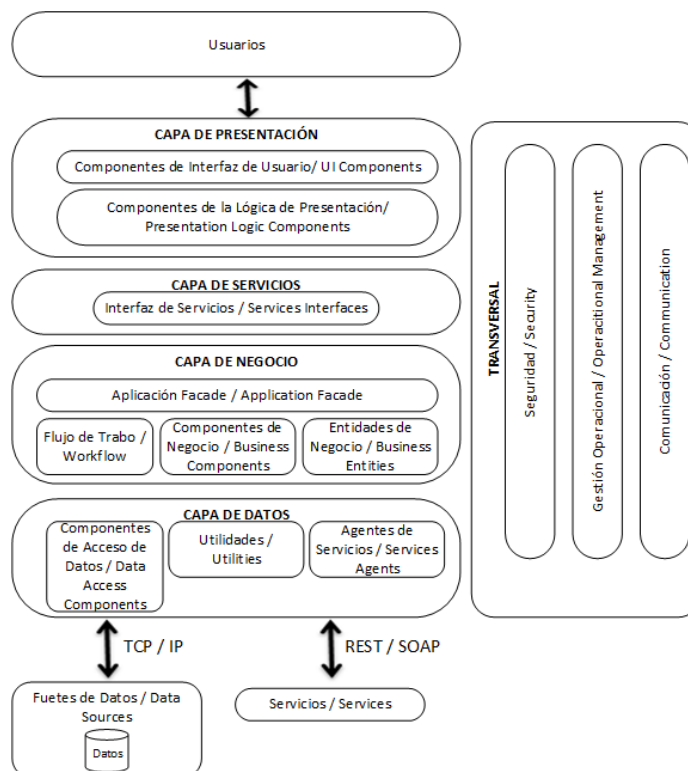 Usuarios
CAPA DE PRESENTACIÓN
Componentes de Interfaz de Usuario/ UI Components
Componentes de la Lógica de Presentación/
Presentation Logic Components
CAPA DE SERVICIOS
Interfaz de Servicios / Services Interfaces
CAPA DE NEGOCIO
Aplicación Facade / Application Facade
Flujo de Trabo /
Workflow
Componentes de
Negocio / Business
Components
Entidades de
Negocio / Business
Entities
CAPA DE DATOS
Componentes
de Acceso de
Datos / Data
Access
Components
Utilidades /
Utilities
Agentes de
Servicios / Services
Agents
TCP / IP
REST / SOAP
Fuetes de Datos / Data
Sources
Datos
Servicios / Services
TRANSVERSAL
Seguridad / Security
Gestión Operacional / Operacitional Management
Comunicación / Communication